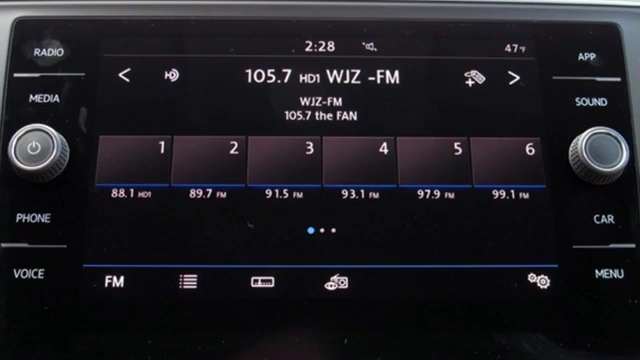 RADIO
2:28
47°F
APP
MEDIA
105.7 HD1 WJZ -FM
SOUND
WJZ-FM
105.7 the FAN
1 2 3 4 5 6
88.1 HD1 89.7 FM 91.5 FM 93.1 FM 97.9 FM 99.1 FM
PHONE
CAR
VOICE
FM
MENU